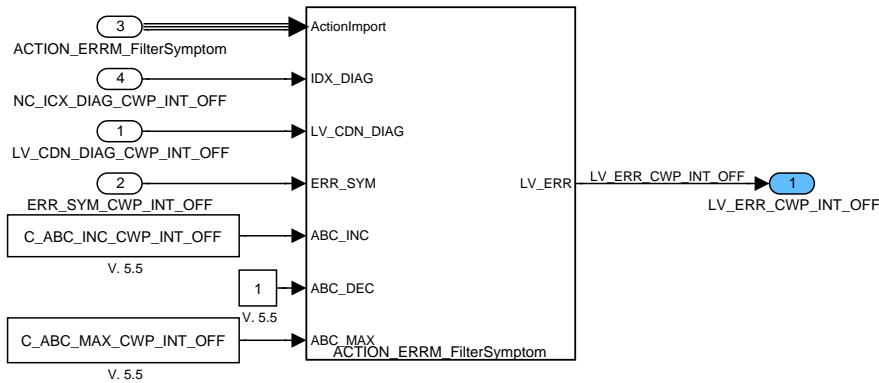 3
ActionImport
ACTION_ERRM_FilterSymptom
4
IDX_DIAG
NC_ICX_DIAG_CWP_INT_OFF
1
LV_CDN_DIAG
LV_CDN_DIAG_CWP_INT_OFF
2
ERR_SYM
LV_ERR
LV_ERR_CWP_INT_OFF
1
ERR_SYM_CWP_INT_OFF
LV_ERR_CWP_INT_OFF
C_ABC_INC_CWP_INT_OFF
ABC_INC
V. 5.5
1
ABC_DEC
V. 5.5
C_ABC_MAX_CWP_INT_OFF
ABC_MAX
ACTION_ERRM_FilterSymptom
V. 5.5